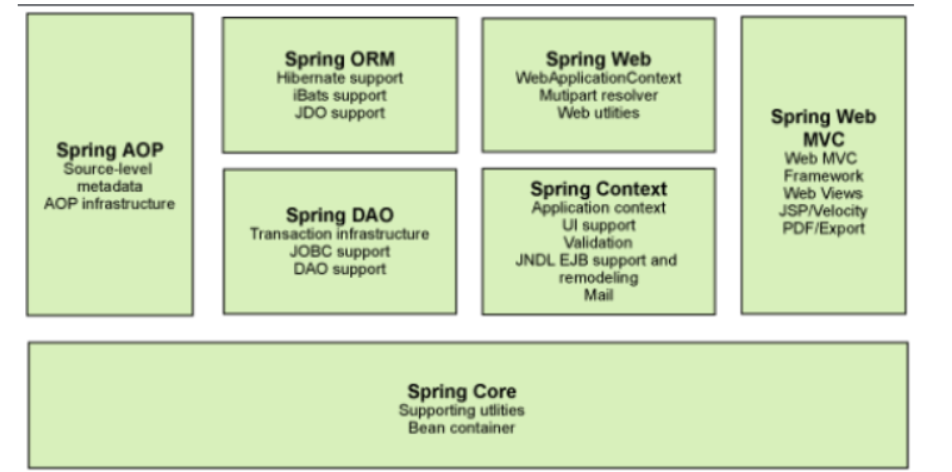 Spring AOP
Source-level
metadata
AOP infrastructure
Spring ORM
Hibernate support
iBats support
JDO support
Spring DAO
Transaction infrastructure
JOBC support
DAO support
Spring Web
WebApplicationContext
Mutipart resolver
Web utlities
Spring Context
Application context
UI support
Validation
JNDL EJB support and
remodeling
Mail
Spring Web
MVC
Web MVC
Framework
Web Views
JSP/Velocity
PDF/Export
Spring Core
Supporting utlities
Bean container